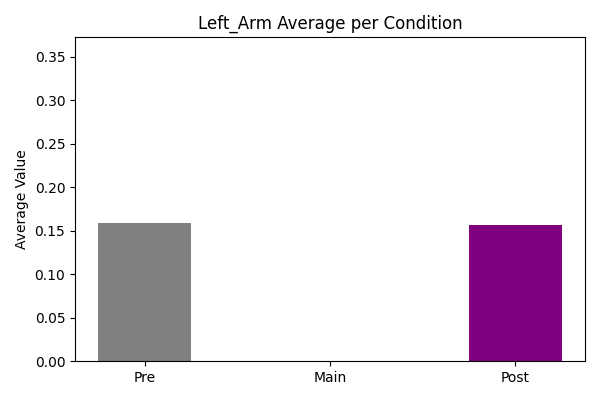 Left_Arm Average per Condition
Average Value
0.35
0.30
0.25
0.20
0.15
0.10
0.05
0.00
Pre
Main
Post